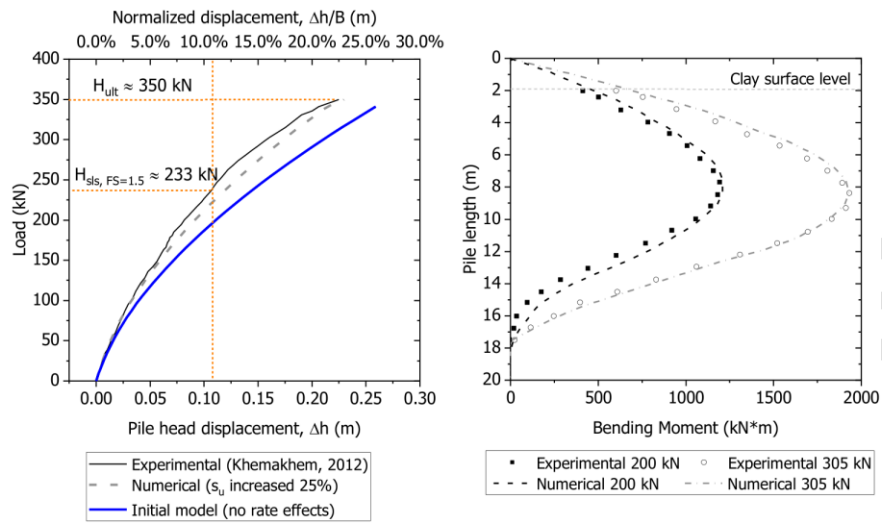 Normalized displacement, Δh/B (m)
0.0% 5.0% 10.0% 15.0% 20.0% 25.0% 30.0%
400
350
300
250
200
150
100
50
0
Load (kN)
H_ult ≈ 350 kN
H_sls, FS=1.5 ≈ 233 kN
0.00 0.05 0.10 0.15 0.20 0.25 0.30
Pile head displacement, Δh (m)
Experimental (Khemakhem, 2012)
Numerical (s_u increased 25%)
Initial model (no rate effects)
0
2
4
6
8
10
12
14
16
18
20
Pile length (m)
Clay surface level
0 500 1000 1500 2000
Bending Moment (kN*m)
Experimental 200 kN Experimental 305 kN
Numerical 200 kN Numerical 305 kN